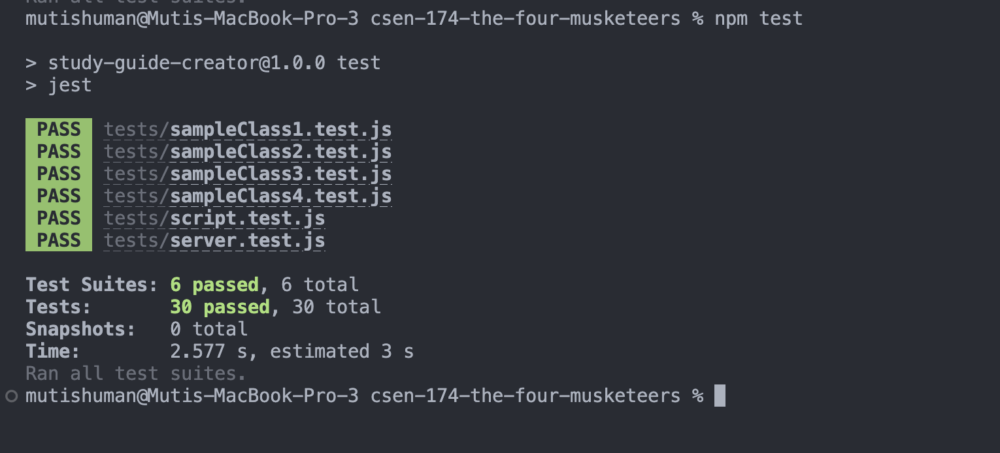 Ran all test suites.
mutishuman@Mutis-MacBook-Pro-3 csen-174-the-four-musketeers % npm test
> study-guide-creator@1.0.0 test
> jest
PASS tests/sampleClass1.test.js
PASS tests/sampleClass2.test.js
PASS tests/sampleClass3.test.js
PASS tests/sampleClass4.test.js
PASS tests/script.test.js
PASS tests/server.test.js
Test Suites: 6 passed, 6 total
Tests: 30 passed, 30 total
Snapshots: 0 total
Time: 2.577 s, estimated 3 s
Ran all test suites.
mutishuman@Mutis-MacBook-Pro-3 csen-174-the-four-musketeers %